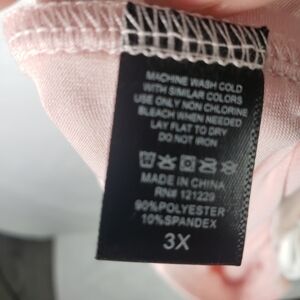 MACHINE WASH COLD
WITH SIMILAR COLORS
USE ONLY NON CHLORINE
BLEACH WHEN NEEDED
LAY FLAT TO DRY
DO NOT IRON
MADE IN CHINA
RN# 121229
90%POLYESTER
10%SPANDEX
3X